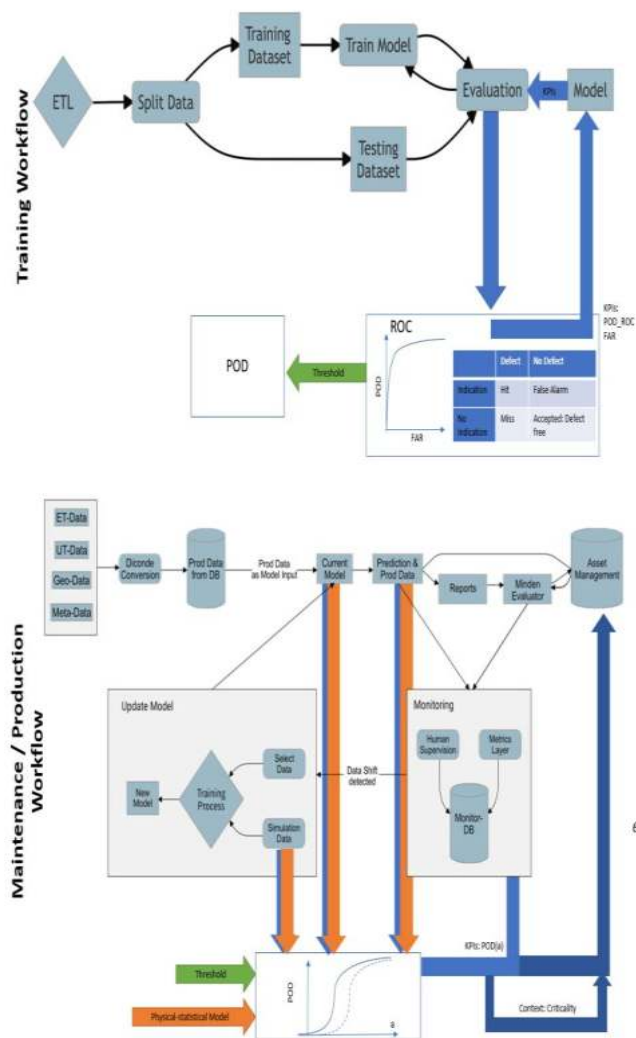 Training Workflow
ETL
Split Data
Training
Dataset
Train Model
Testing
Dataset
Evaluation
KPIs
Model
KPIs:
POD_ROC
FAR
POD
Threshold
ROC
POD
FAR
Defect
No Defect
Indication
Hit
False Alarm
No
Indication
Miss
Accepted: Defect
free
Maintenance / Production
Workflow
ET-Data
UT-Data
Geo-Data
Meta-Data
Diconde
Conversion
Prod Data
from DB
Prod Data
as Model Input
Current
Model
Prediction &
Prod Data
Reports
Minden
Evaluator
Asset
Management
Update Model
New
Model
Training
Process
Select
Data
Simulation
Data
Data Shift
detected
Monitoring
Human
Supervision
Metrics
Layer
Monitor-
DB
KPIs: POD(a)
Context: Criticality
Threshold
Physical-statistical Model
POD
a